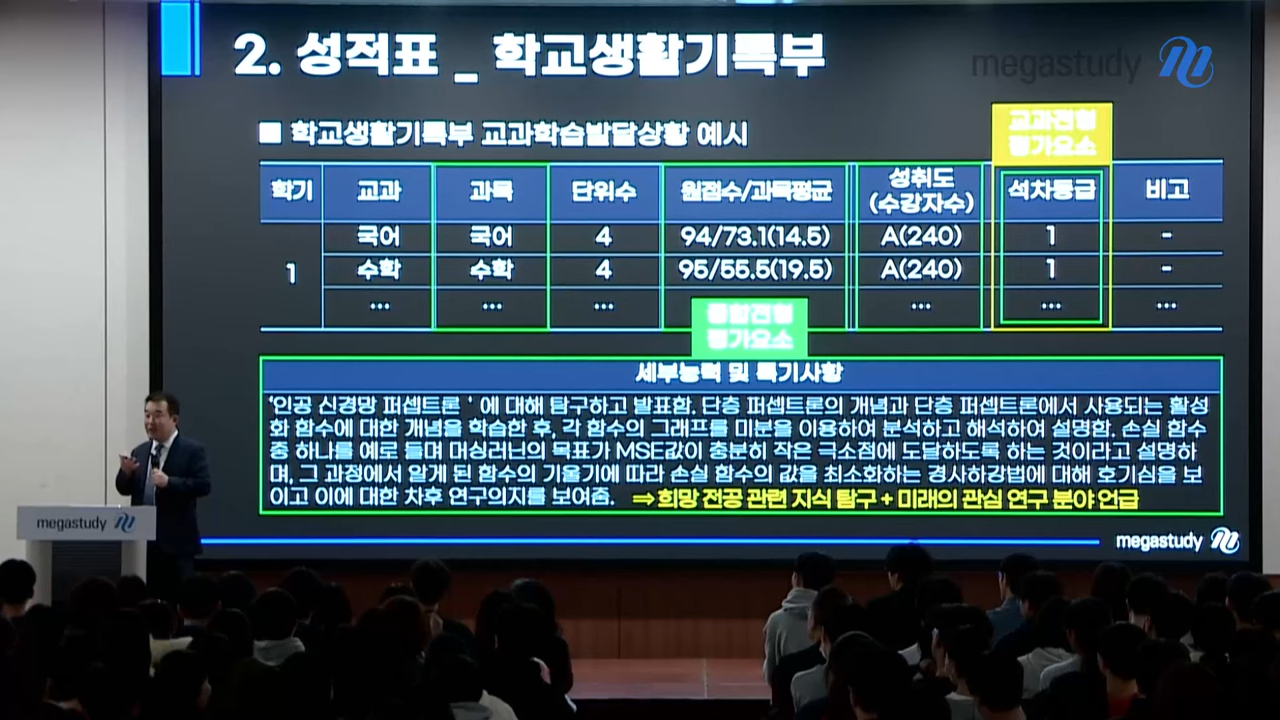 2. 성적표 _ 학교생활기록부
megastudy
■ 학교생활기록부 교과학습발달상황 예시
교과전형
평가요소
학기 교과 과목 단위수 원점수/과목평균 성취도 (수강자수) 석차등급 비고
1
국어 국어 4 94/73.1(14.5) A(240) 1 -
수학 수학 4 95/55.5(19.5) A(240) 1 -
... ... ... ... ... ...
종합전형
평가요소
세부능력 및 특기사항
'인공 신경망 퍼셉트론 ' 에 대해 탐구하고 발표함. 단층 퍼셉트론의 개념과 단층 퍼셉트론에서 사용되는 활성
화 함수에 대한 개념을 학습한 후, 각 함수의 그래프를 미분을 이용하여 분석하고 해석하여 설명함. 손실 함수
중 하나를 예로 들며 머싱러닌의 목표가 MSE값이 충분히 작은 극소점에 도달하도록 하는 것이라고 설명하
며, 그 과정에서 알게 된 함수의 기울기에 따라 손실 함수의 값을 최소화하는 경사하강법에 대해 호기심을 보
이고 이에 대한 차후 연구의지를 보여줌. ⇒ 희망 전공 관련 지식 탐구 + 미래의 관심 연구 분야 언급
megastudy
megastudy